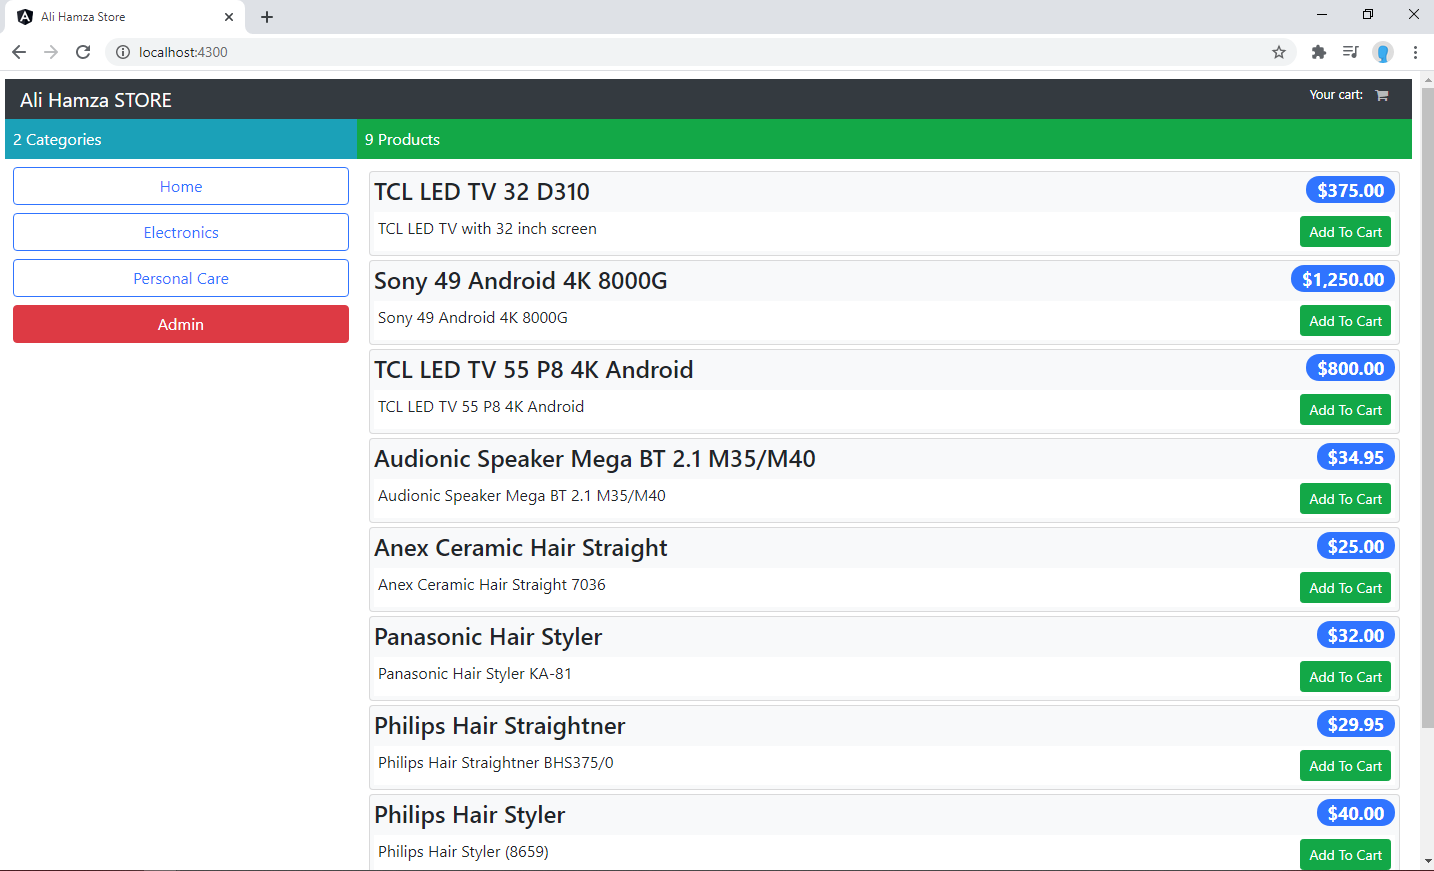 Ali Hamza Store
localhost:4300
Ali Hamza STORE
Your cart:
2 Categories
9 Products
Home
Electronics
Personal Care
Admin
TCL LED TV 32 D310
$375.00
TCL LED TV with 32 inch screen
Add To Cart
Sony 49 Android 4K 8000G
$1,250.00
Sony 49 Android 4K 8000G
Add To Cart
TCL LED TV 55 P8 4K Android
$800.00
TCL LED TV 55 P8 4K Android
Add To Cart
Audionic Speaker Mega BT 2.1 M35/M40
$34.95
Audionic Speaker Mega BT 2.1 M35/M40
Add To Cart
Anex Ceramic Hair Straight
$25.00
Anex Ceramic Hair Straight 7036
Add To Cart
Panasonic Hair Styler
$32.00
Panasonic Hair Styler KA-81
Add To Cart
Philips Hair Straightner
$29.95
Philips Hair Straightner BHS375/0
Add To Cart
Philips Hair Styler
$40.00
Philips Hair Styler (8659)
Add To Cart